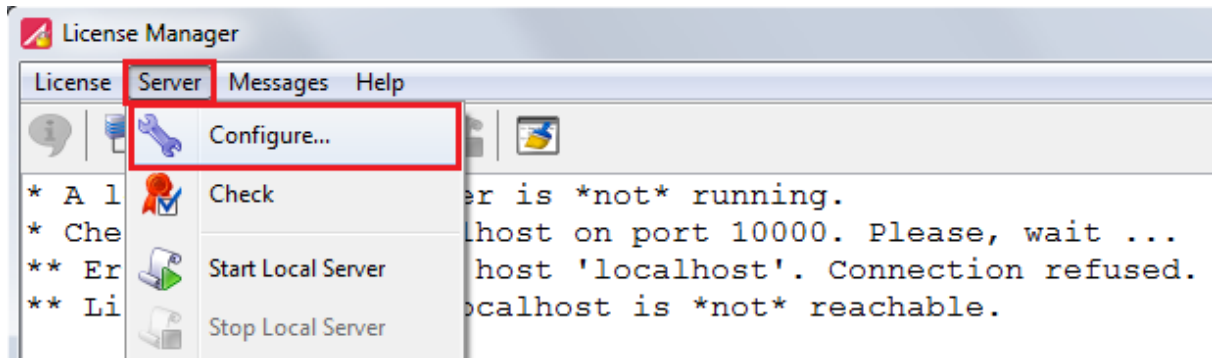 License Manager
License Server Messages Help
Configure...
* A l er is *not* running.
Check
* Che lhost on port 10000. Please, wait ...
** Er host 'localhost'. Connection refused.
Start Local Server
** Li ocalhost is *not* reachable.
Stop Local Server